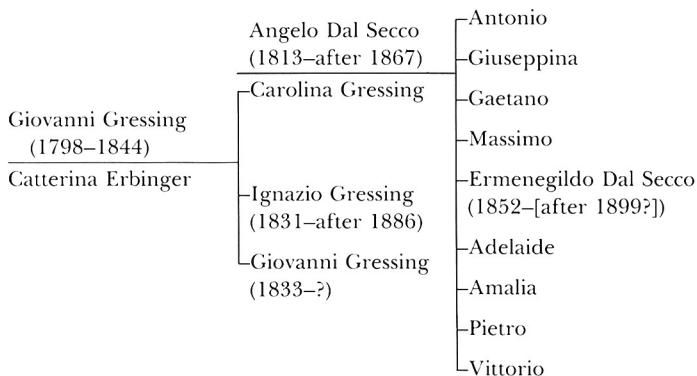 Giovanni Gressing
(1798–1844)
Catterina Erbinger
Angelo Dal Secco
(1813–after 1867)
Carolina Gressing
Ignazio Gressing
(1831–after 1886)
Giovanni Gressing
(1833–?)
Antonio
Giuseppina
Gaetano
Massimo
Ermenegildo Dal Secco
(1852–[after 1899?])
Adelaide
Amalia
Pietro
Vittorio